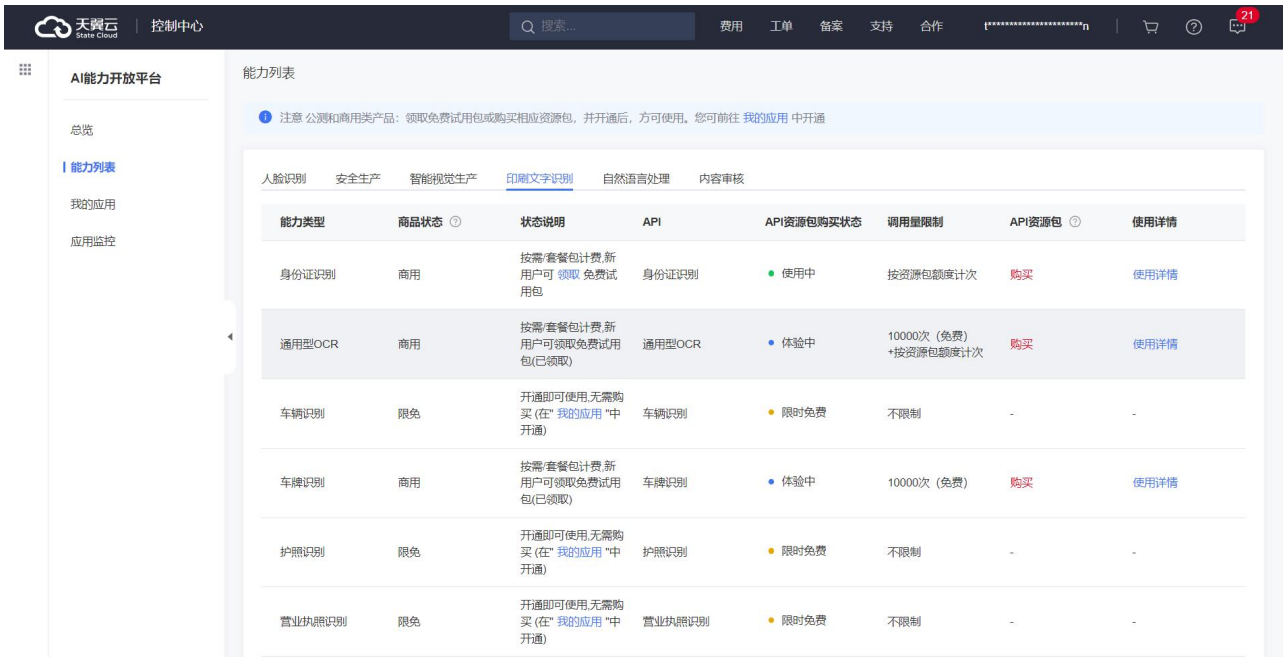 天翼云
State Cloud
控制中心
搜索...
费用
工单
备案
支持
合作
t***********************n
21
AI能力开放平台
总览
能力列表
我的应用
应用监控
能力列表
注意 公测和商用类产品：领取免费试用包或购买相应资源包，并开通后，方可使用。您可前往 我的应用 中开通
人脸识别 安全生产 智能视觉生产 印刷文字识别 自然语言处理 内容审核
能力类型 商品状态 状态说明 API API资源包购买状态 调用量限制 API资源包 使用详情
按需/套餐包计费,新
身份证识别 商用 用户可 领取 免费试 身份证识别 使用中 按资源包额度计次 购买 使用详情
用包
按需/套餐包计费,新
通用型OCR 商用 用户可领取免费试用 通用型OCR 体验中 10000次（免费） 购买 使用详情
包(已领取) +按资源包额度计次
开通即可使用,无需购
车辆识别 限免 买 (在" 我的应用 "中 车辆识别 限时免费 不限制 - -
开通)
按需/套餐包计费,新
车牌识别 商用 用户可领取免费试用 车牌识别 体验中 10000次（免费） 购买 使用详情
包(已领取)
开通即可使用,无需购
护照识别 限免 买 (在" 我的应用 "中 护照识别 限时免费 不限制 - -
开通)
开通即可使用,无需购
营业执照识别 限免 买 (在" 我的应用 "中 营业执照识别 限时免费 不限制 - -
开通)